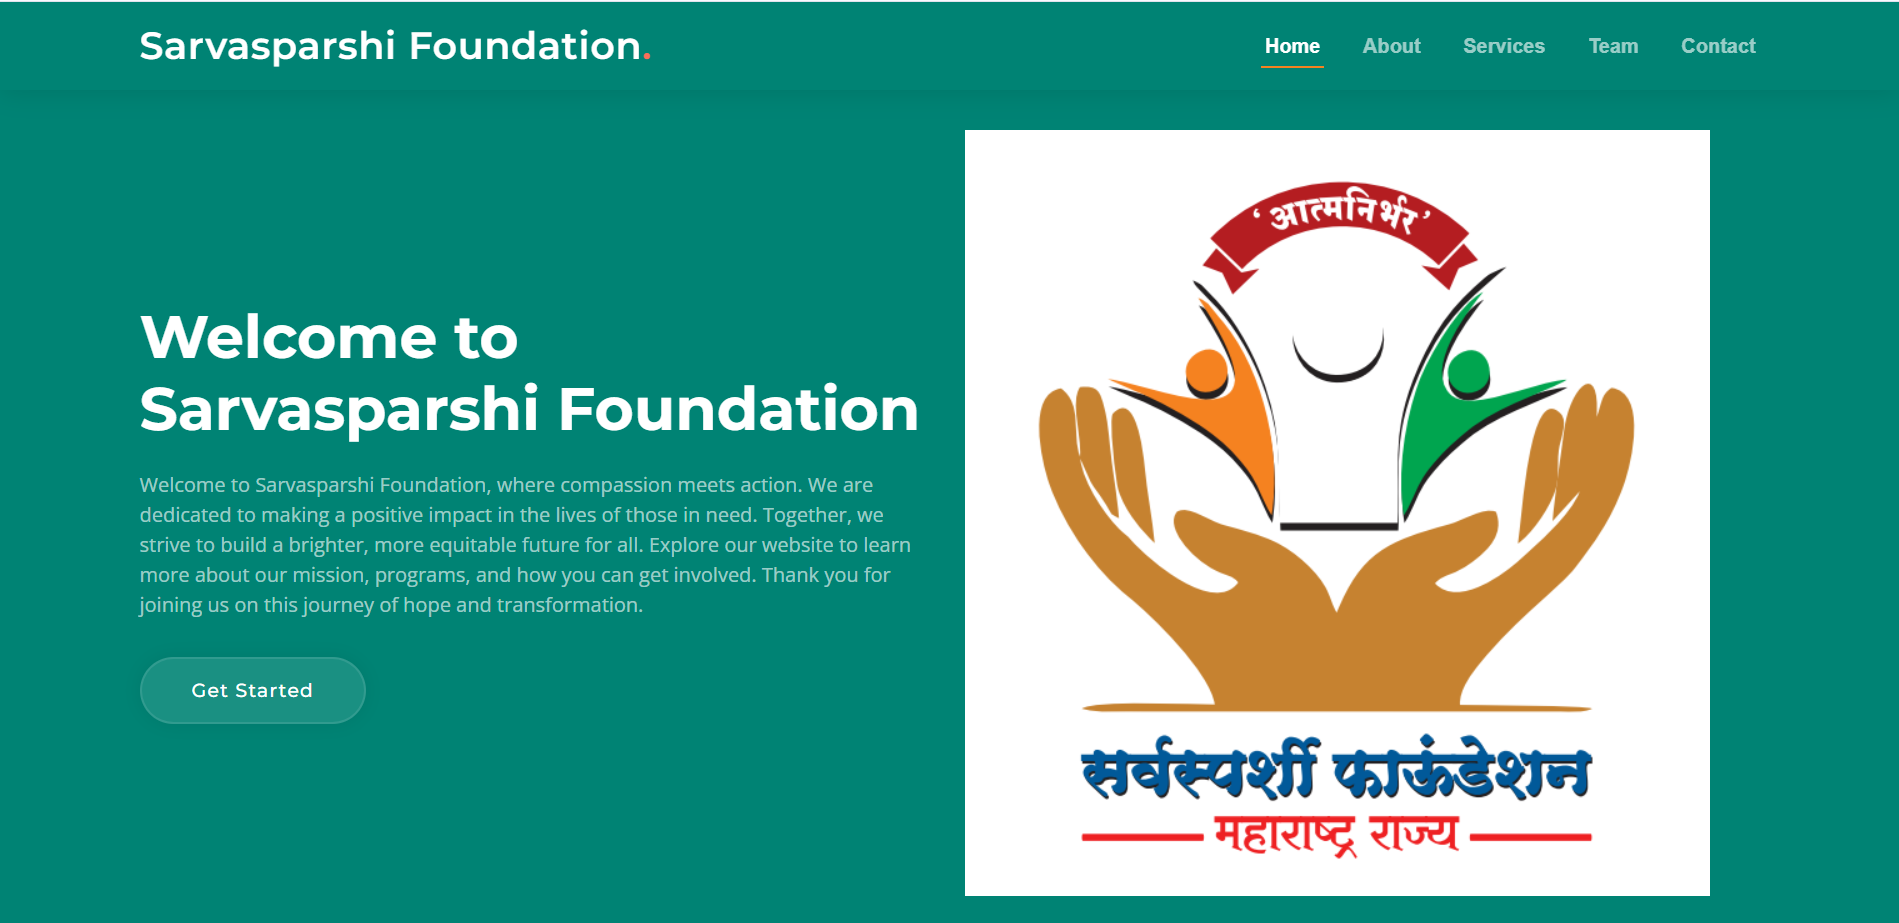 Sarvasparshi Foundation.
Home About Services Team Contact
Welcome to
Sarvasparshi Foundation
Welcome to Sarvasparshi Foundation, where compassion meets action. We are
dedicated to making a positive impact in the lives of those in need. Together, we
strive to build a brighter, more equitable future for all. Explore our website to learn
more about our mission, programs, and how you can get involved. Thank you for
joining us on this journey of hope and transformation.
Get Started
‘आत्मनिर्भर’
सर्वस्पर्शी फाऊंडेशन
महाराष्ट्र राज्य